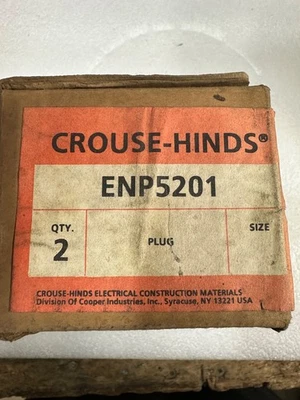 CROUSE-HINDS®
ENP5201
QTY. SIZE
2 PLUG
CROUSE-HINDS ELECTRICAL CONSTRUCTION MATERIALS
Division Of Cooper Industries, Inc., Syracuse, NY 13221 USA